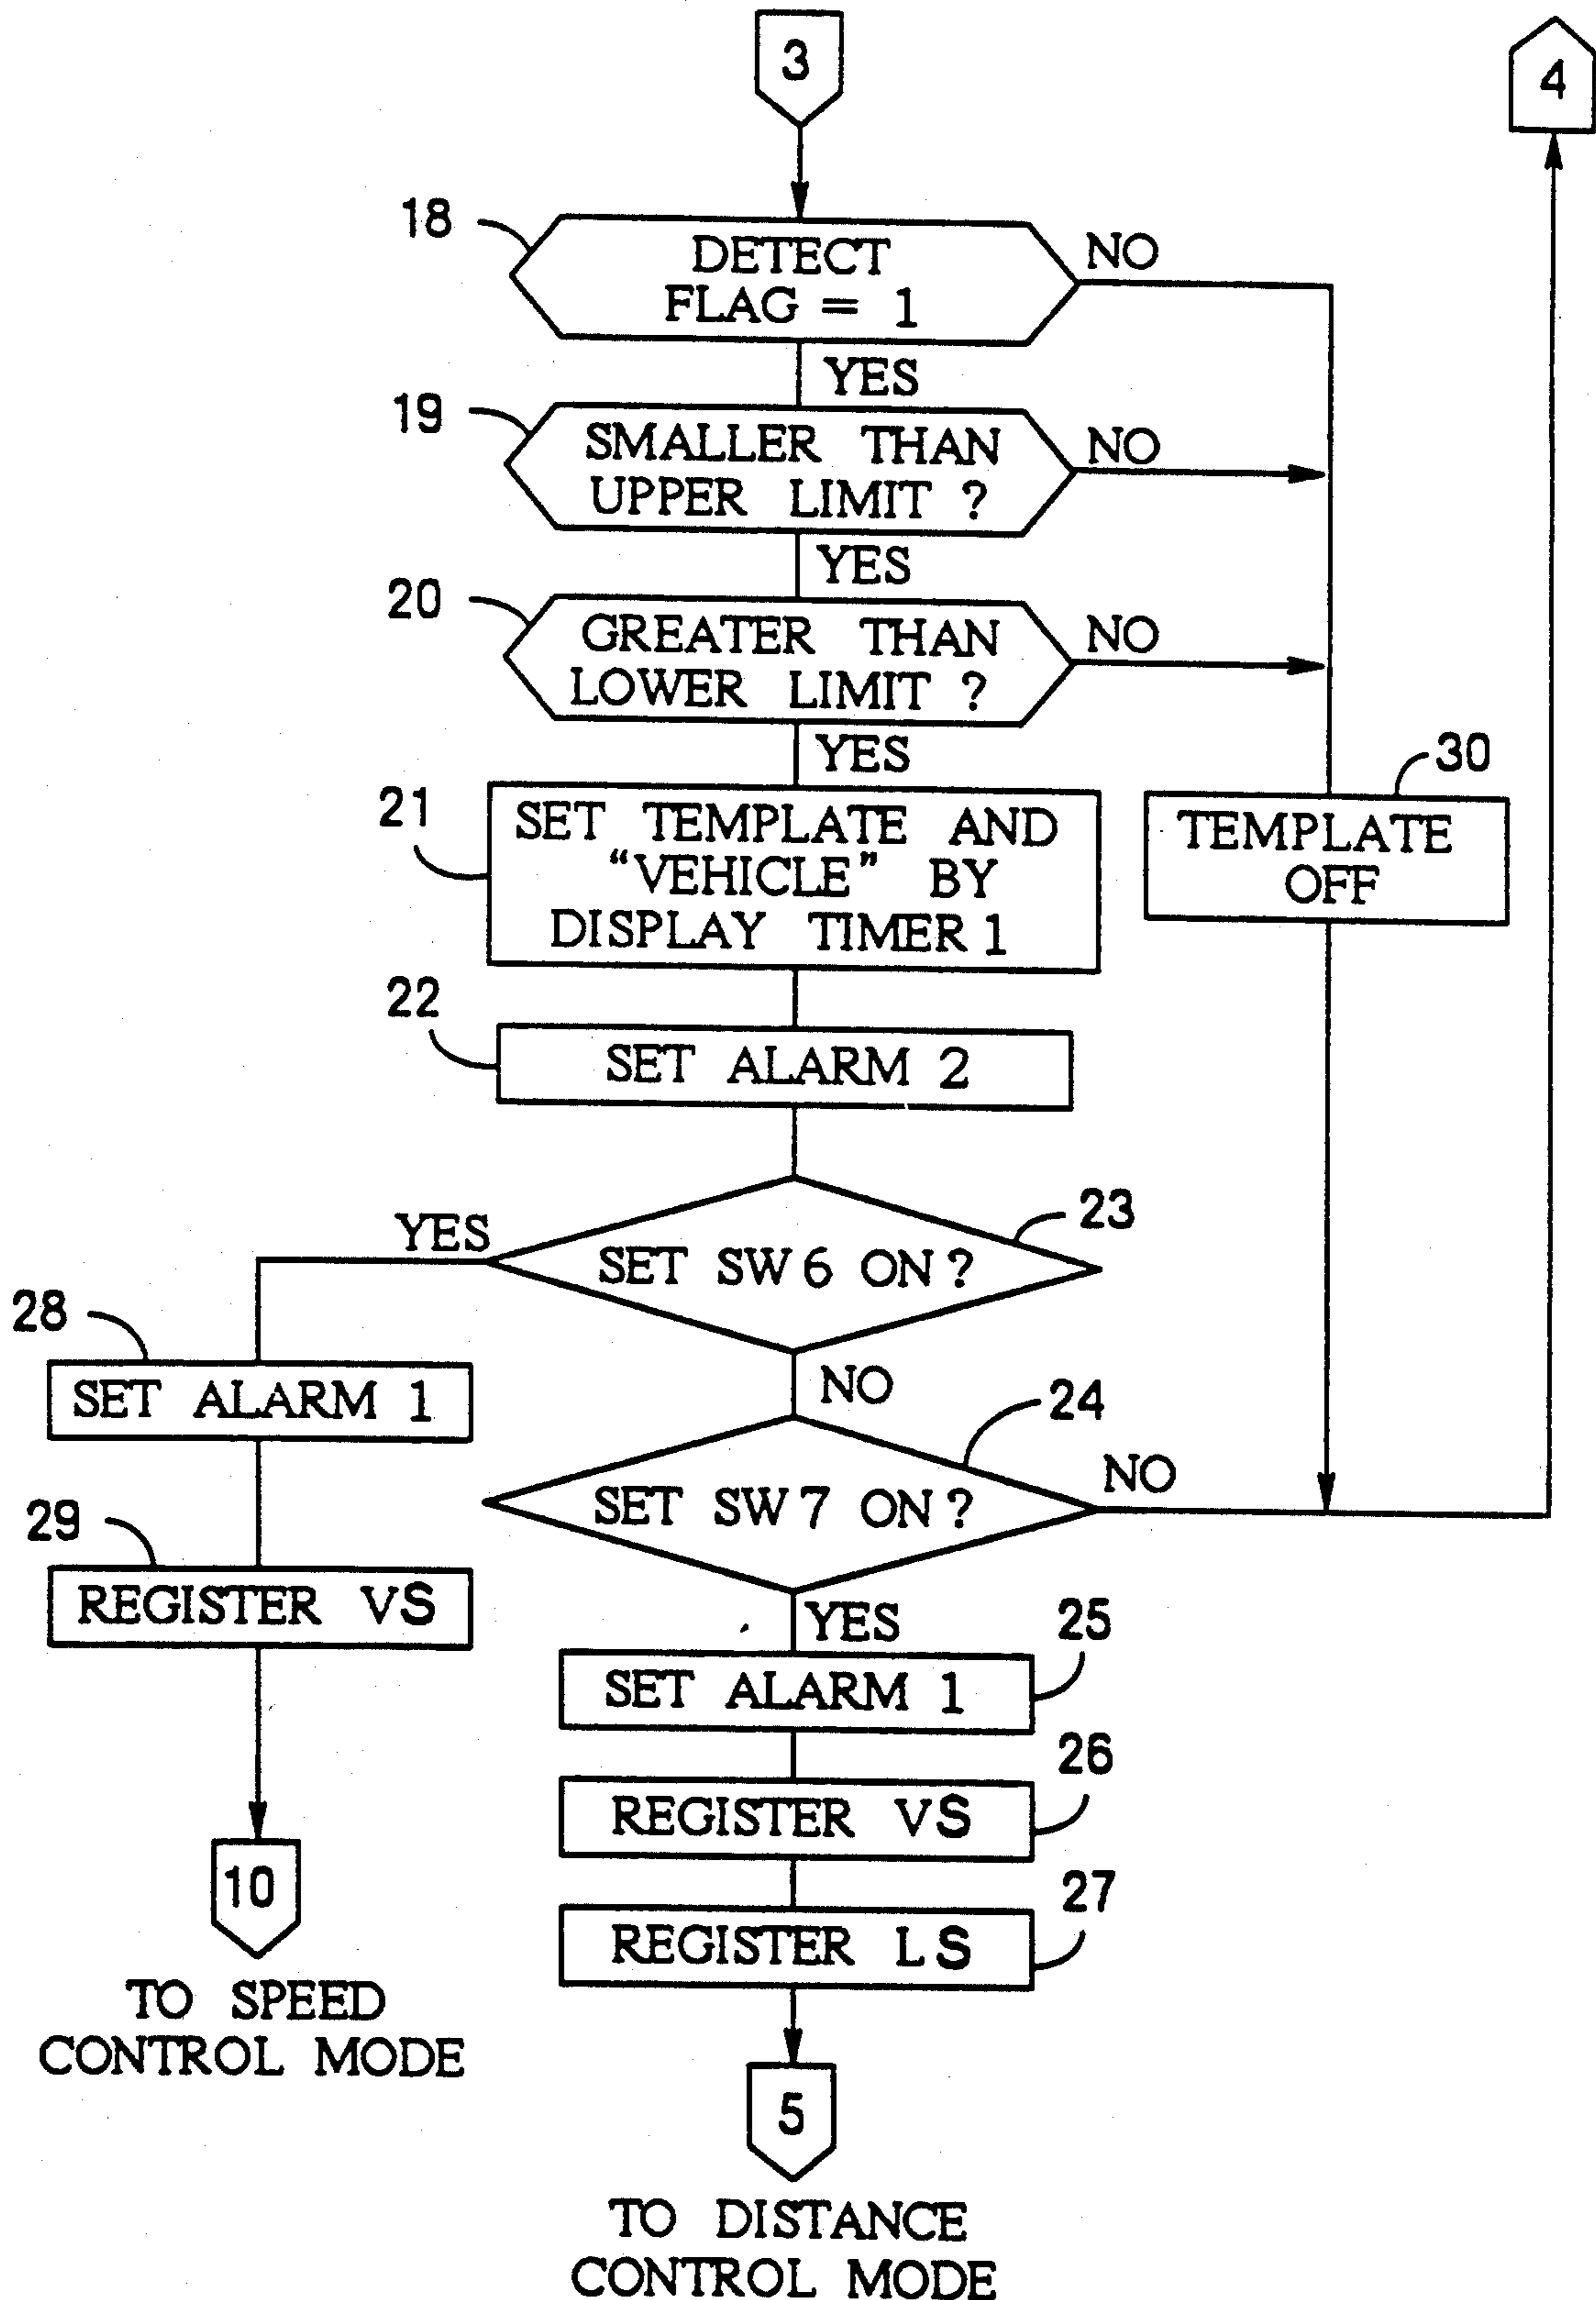 3
4
18
DETECT
FLAG = 1
NO
YES
19
SMALLER THAN
UPPER LIMIT ?
NO
YES
20
GREATER THAN
LOWER LIMIT ?
NO
YES
21
SET TEMPLATE AND
“VEHICLE” BY
DISPLAY TIMER 1
30
TEMPLATE
OFF
22
SET ALARM 2
23
SET SW 6 ON ?
YES
NO
28
SET ALARM 1
24
SET SW 7 ON ?
NO
YES
29
REGISTER VS
25
SET ALARM 1
26
REGISTER VS
27
REGISTER LS
10
TO SPEED
CONTROL MODE
5
TO DISTANCE
CONTROL MODE